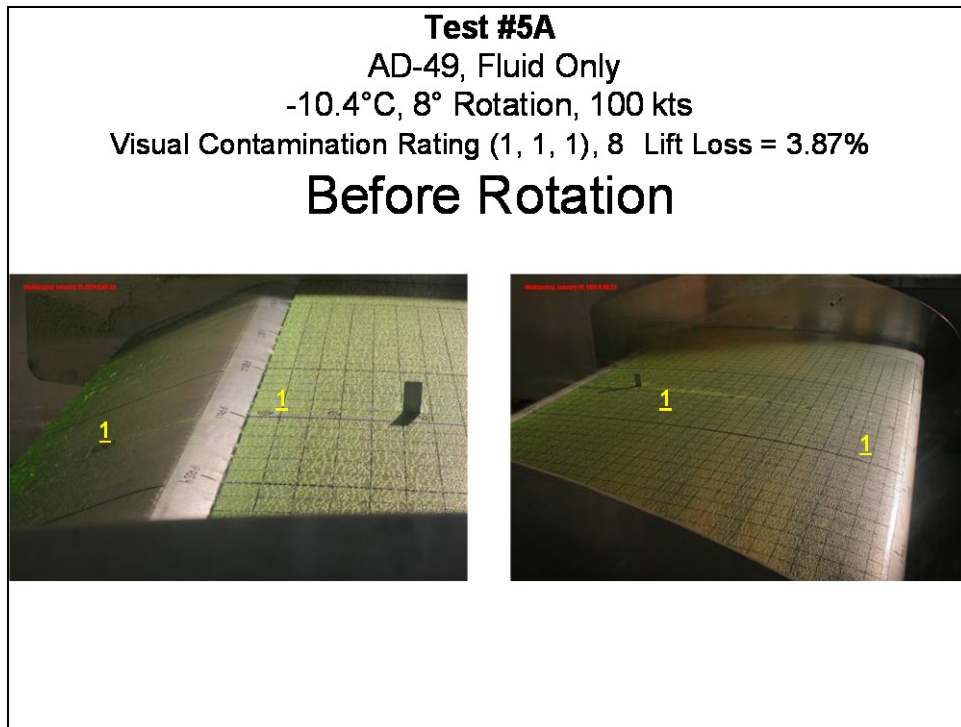 Test #5A
AD-49, Fluid Only
-10.4°C, 8° Rotation, 100 kts
Visual Contamination Rating (1, 1, 1), 8 Lift Loss = 3.87%
Before Rotation
1
1
1
1